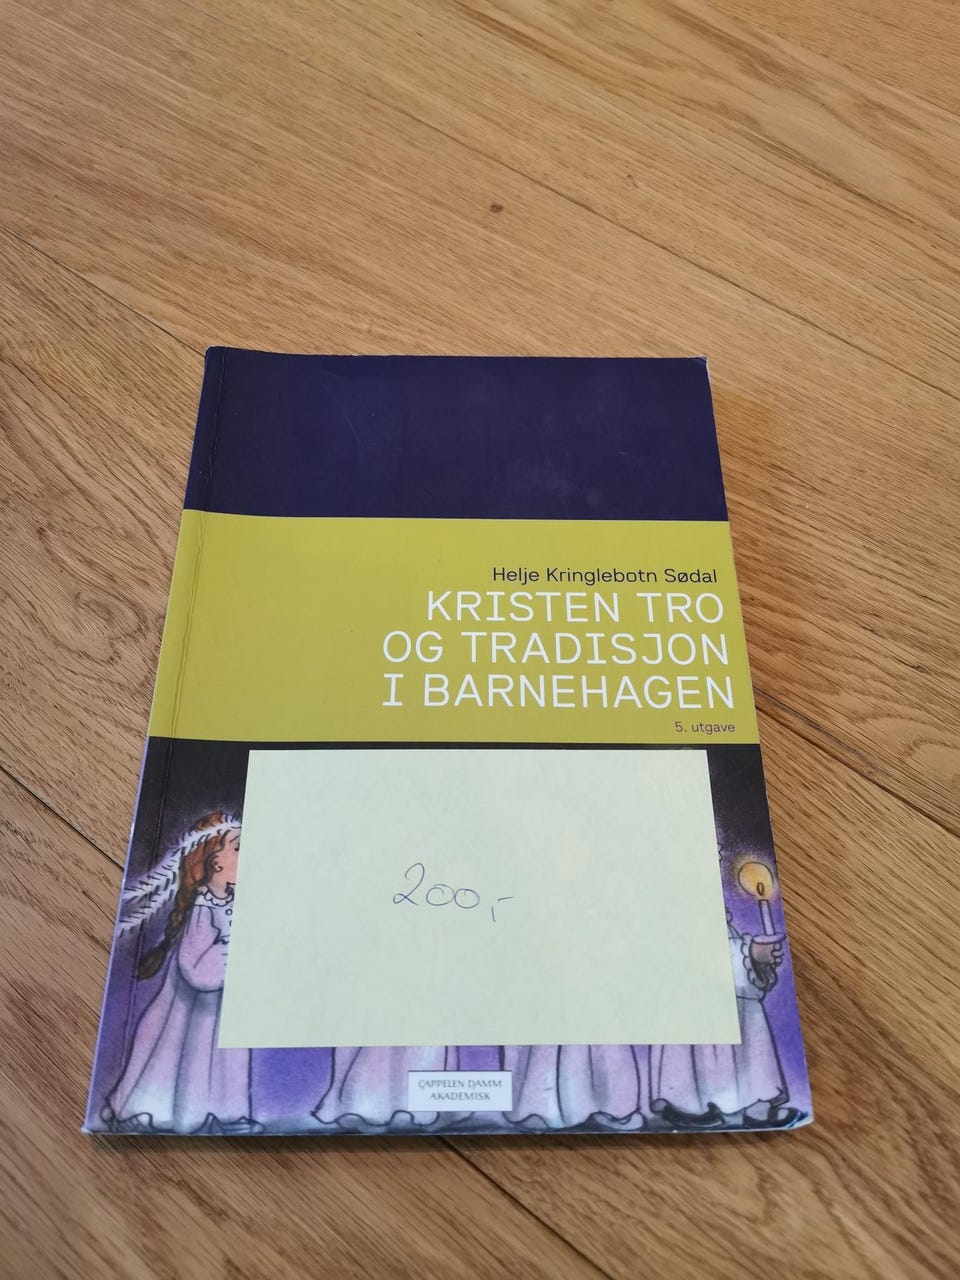 Helje Kringlebotn Sødal
KRISTEN TRO
OG TRADISJON
I BARNEHAGEN
5. utgave
200,-
CAPPELEN DAMM
AKADEMISK